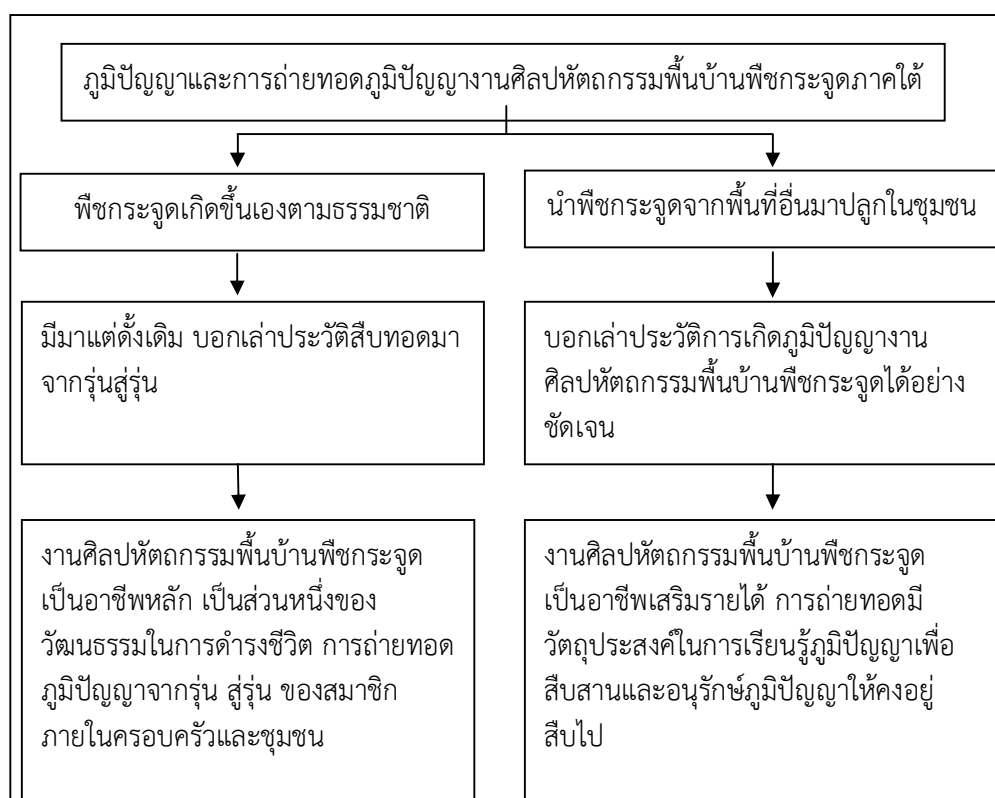 ภูมิปัญญาและการถ่ายทอดภูมิปัญญางานศิลปหัตถกรรมพื้นบ้านพืชกระจูดภาคใต้
พืชกระจูดเกิดขึ้นเองตามธรรมชาติ
นำพืชกระจูดจากพื้นที่อื่นมาปลูกในชุมชน
มีมาแต่ดั้งเดิม บอกเล่าประวัติสืบทอดมา
จากรุ่นสู่รุ่น
บอกเล่าประวัติการเกิดภูมิปัญญางาน
ศิลปหัตถกรรมพื้นบ้านพืชกระจูดได้อย่าง
ชัดเจน
งานศิลปหัตถกรรมพื้นบ้านพืชกระจูด
เป็นอาชีพหลัก เป็นส่วนหนึ่งของ
วัฒนธรรมในการดำรงชีวิต การถ่ายทอด
ภูมิปัญญาจากรุ่น สู่รุ่น ของสมาชิก
ภายในครอบครัวและชุมชน
งานศิลปหัตถกรรมพื้นบ้านพืชกระจูด
เป็นอาชีพเสริมรายได้ การถ่ายทอดมี
วัตถุประสงค์ในการเรียนรู้ภูมิปัญญาเพื่อ
สืบสานและอนุรักษ์ภูมิปัญญาให้คงอยู่
สืบไป